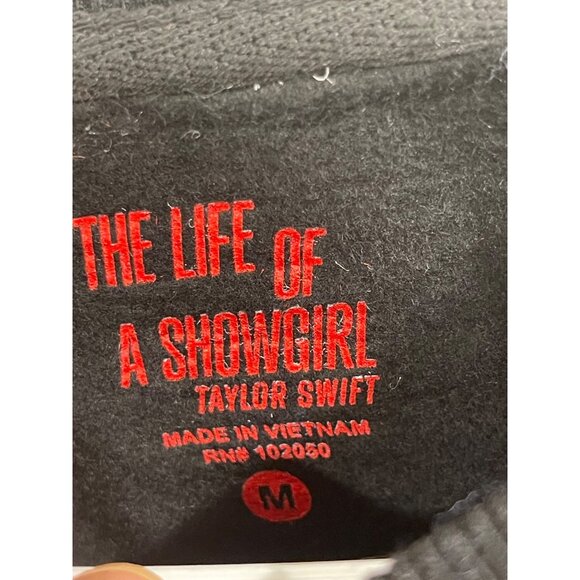 THE LIFE OF
A SHOWGIRL
TAYLOR SWIFT
MADE IN VIETNAM
RN# 102050
M